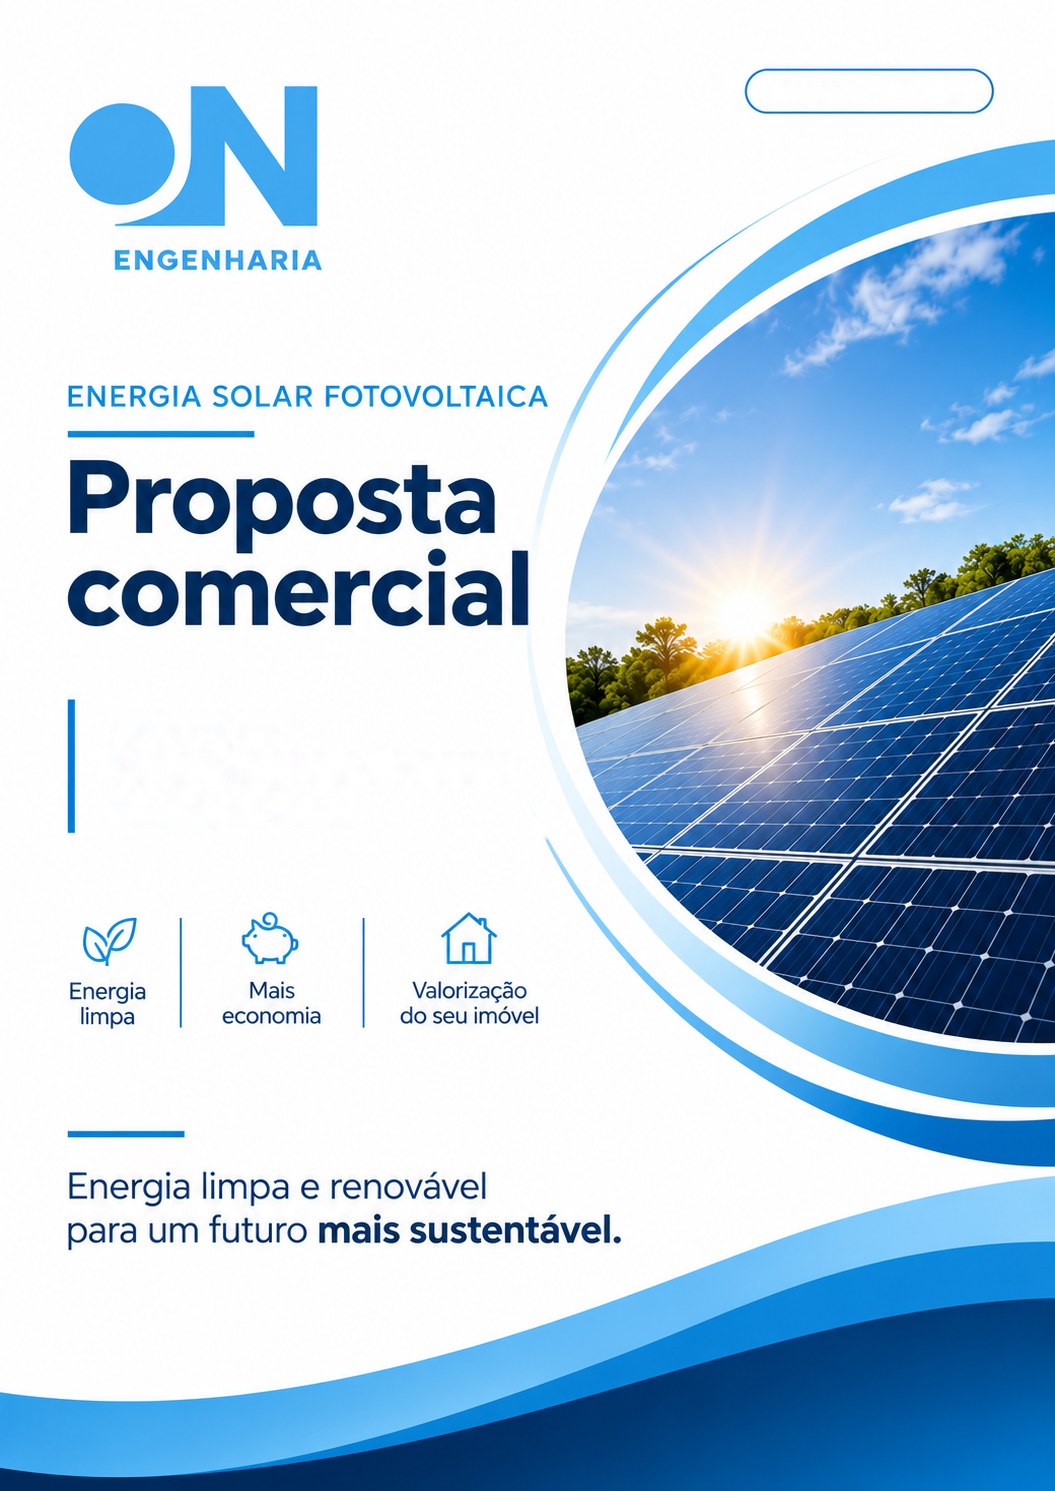 ON
ENGENHARIA
ENERGIA SOLAR FOTOVOLTAICA
Proposta
comercial
Energia
limpa
Mais
economia
Valorização
do seu imóvel
Energia limpa e renovável
para um futuro mais sustentável.